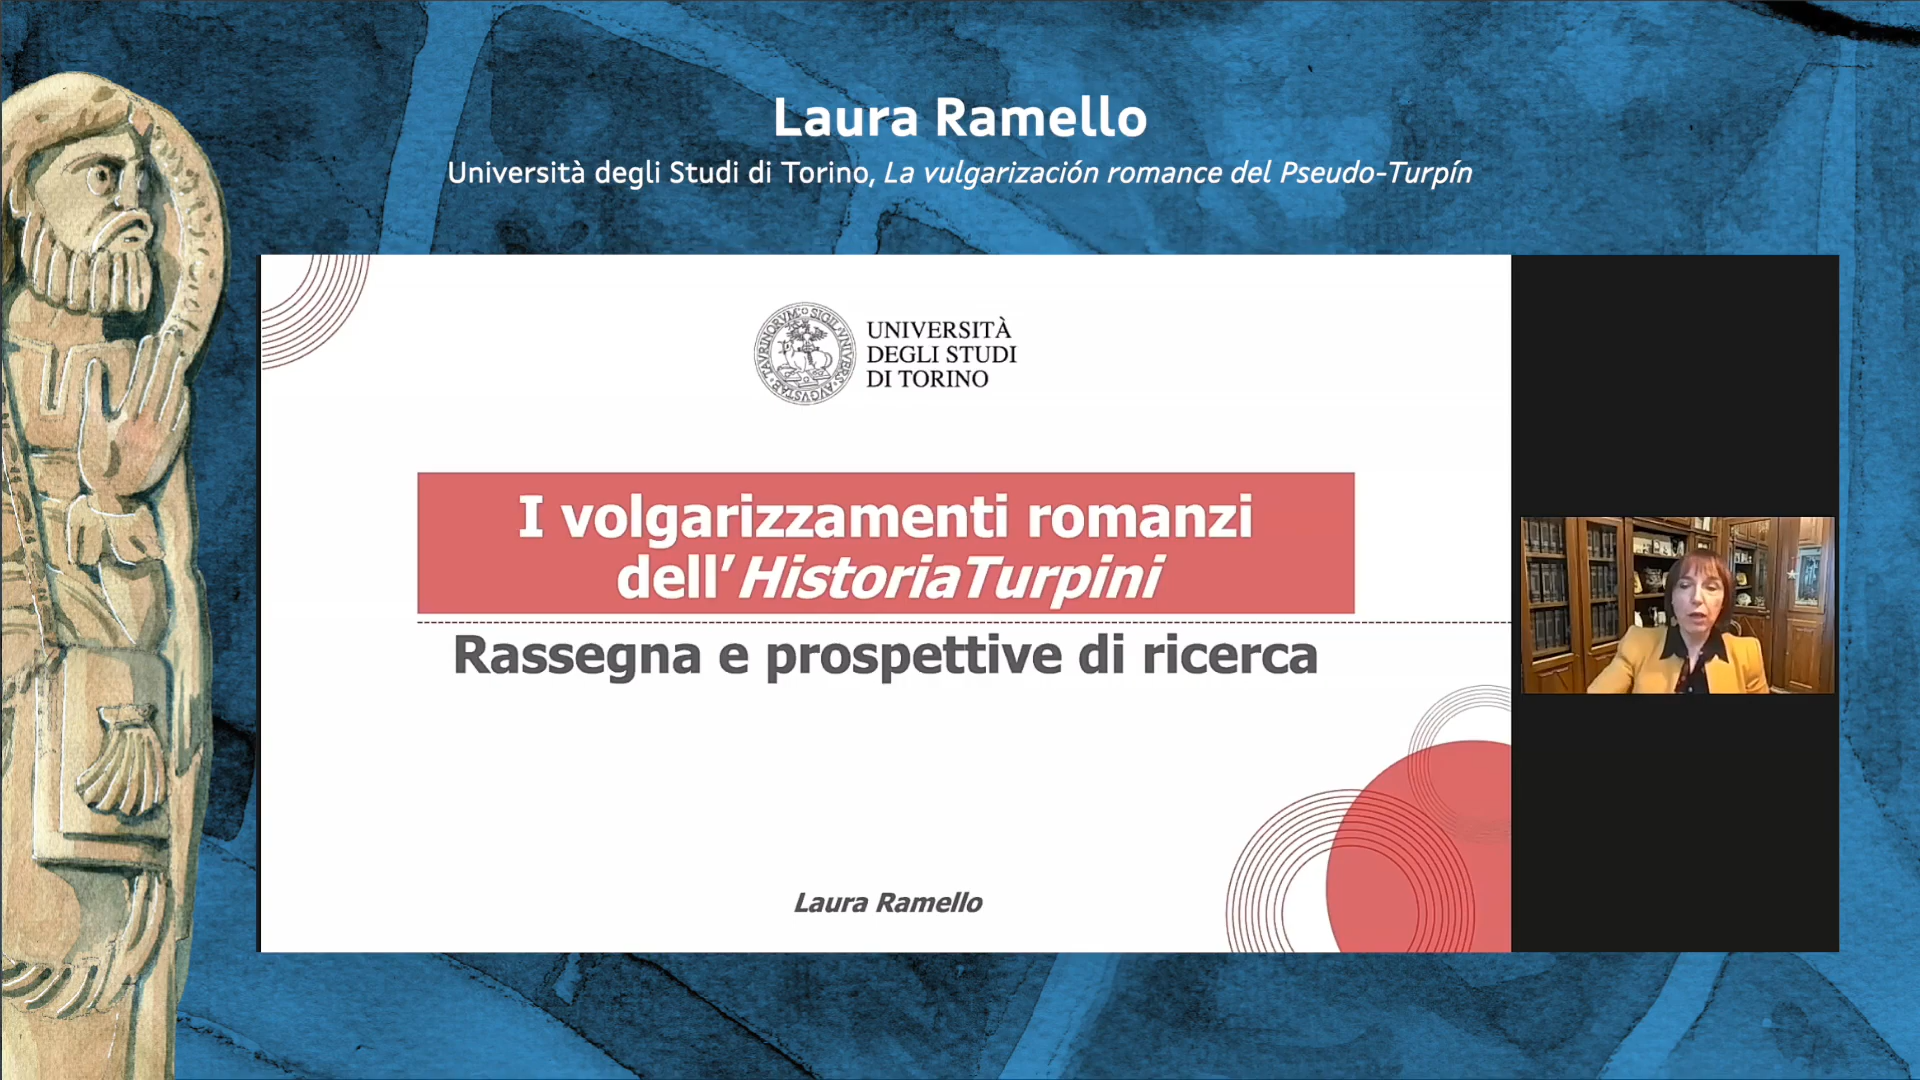 Laura Ramello
Università degli Studi di Torino, La vulgarización romance del Pseudo-Turpín
UNIVERSITÀ
DEGLI STUDI
DI TORINO
I volgarizzamenti romanzi
dell’HistoriaTurpini
Rassegna e prospettive di ricerca
Laura Ramello